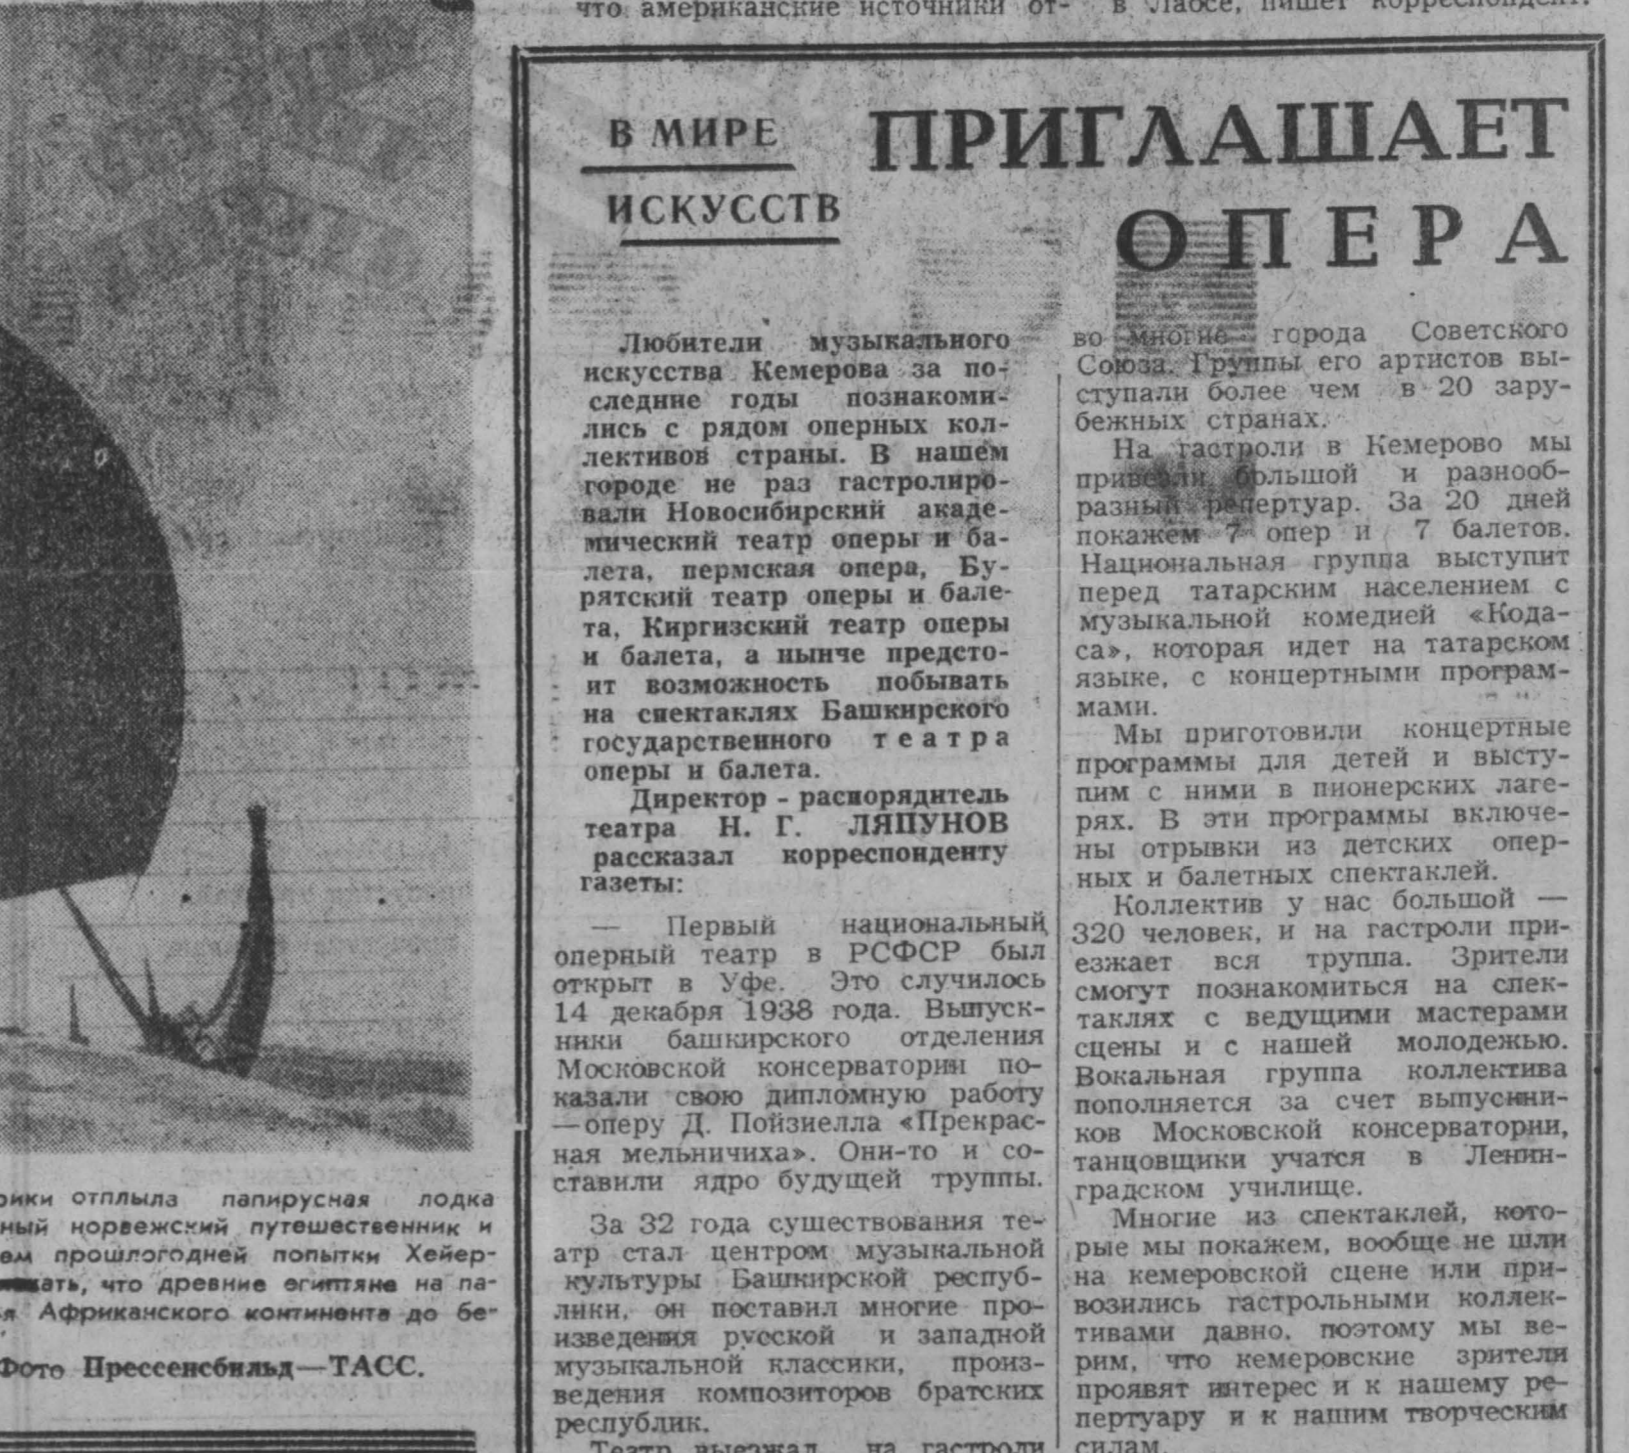 что американские источники от-
в Лаосе, пишет корреспондент.
В МИРЕ
ИСКУССТВ
ПРИГЛАШАЕТ
ОПЕРА
Любители музыкального
искусства Кемерова за по-
следние годы познакоми-
лись с рядом оперных кол-
лективов страны. В нашем
городе не раз гастролиро-
вали Новосибирский акаде-
мический театр оперы и ба-
лета, пермская опера, Бу-
рятский театр оперы и бале-
та, Киргизский театр оперы
и балета, а нынче предсто-
ит возможность побывать
на спектаклях Башкирского
государственного театра
оперы и балета.
Директор - распорядитель
театра Н. Г. ЛЯПУНОВ
рассказал корреспонденту
газеты:
— Первый национальный
оперный театр в РСФСР был
открыт в Уфе. Это случилось
14 декабря 1938 года. Выпуск-
ники башкирского отделения
Московской консерватории по-
казали свою дипломную работу
—оперу Д. Пойзиелла «Прекрас-
ная мельничиха». Они-то и со-
ставили ядро будущей труппы.
За 32 года существования те-
атр стал центром музыкальной
культуры Башкирской респуб-
лики, он поставил многие про-
изведения русской и западной
музыкальной классики, произ-
ведения композиторов братских
республик.
Театр выезжал на гастроли
во многие города Советского
Союза. Группы его артистов вы-
ступали более чем в 20 зару-
бежных странах.
На гастроли в Кемерово мы
привезли большой и разнооб-
разный репертуар. За 20 дней
покажем 7 опер и 7 балетов.
Национальная группа выступит
перед татарским населением с
музыкальной комедией «Кода-
са», которая идет на татарском
языке, с концертными програм-
мами.
Мы приготовили концертные
программы для детей и высту-
пим с ними в пионерских лаге-
рях. В эти программы включе-
ны отрывки из детских опер-
ных и балетных спектаклей.
Коллектив у нас большой —
320 человек, и на гастроли при-
езжает вся труппа. Зрители
смогут познакомиться на спек-
таклях с ведущими мастерами
сцены и с нашей молодежью.
Вокальная группа коллектива
пополняется за счет выпускни-
ков Московской консерватории,
танцовщики учатся в Ленин-
градском училище.
Многие из спектаклей, кото-
рые мы покажем, вообще не шли
на кемеровской сцене или при-
возились гастрольными коллек-
тивами давно, поэтому мы ве-
рим, что кемеровские зрители
проявят интерес и к нашему ре-
пертуару и к нашим творческим
силам.
отплыла папирусная лодка
норвежский путешественник и
прошлогодней попытки Хейер-
что древние египтяне на па-
Африканского континента до бе-
Фото Прессенсбильд—ТАСС.